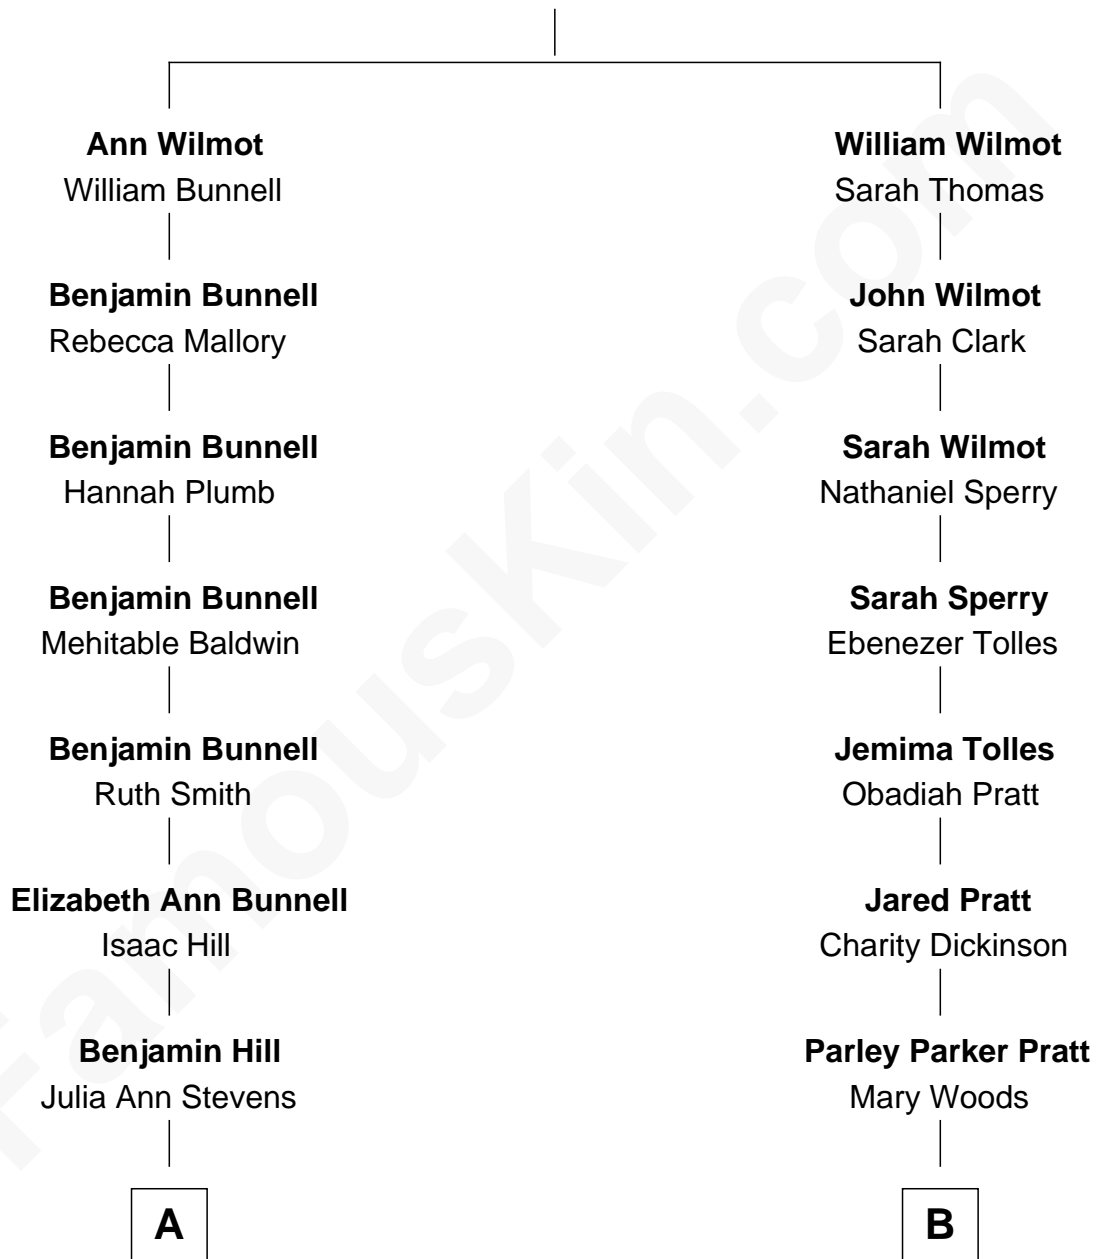 Ann Wilmot
William Bunnell
Benjamin Bunnell
Rebecca Mallory
Benjamin Bunnell
Hannah Plumb
Benjamin Bunnell
Mehitable Baldwin
Benjamin Bunnell
Ruth Smith
Elizabeth Ann Bunnell
Isaac Hill
Benjamin Hill
Julia Ann Stevens
A
William Wilmot
Sarah Thomas
John Wilmot
Sarah Clark
Sarah Wilmot
Nathaniel Sperry
Sarah Sperry
Ebenezer Tolles
Jemima Tolles
Obadiah Pratt
Jared Pratt
Charity Dickinson
Parley Parker Pratt
Mary Woods
B
FamousKin.com